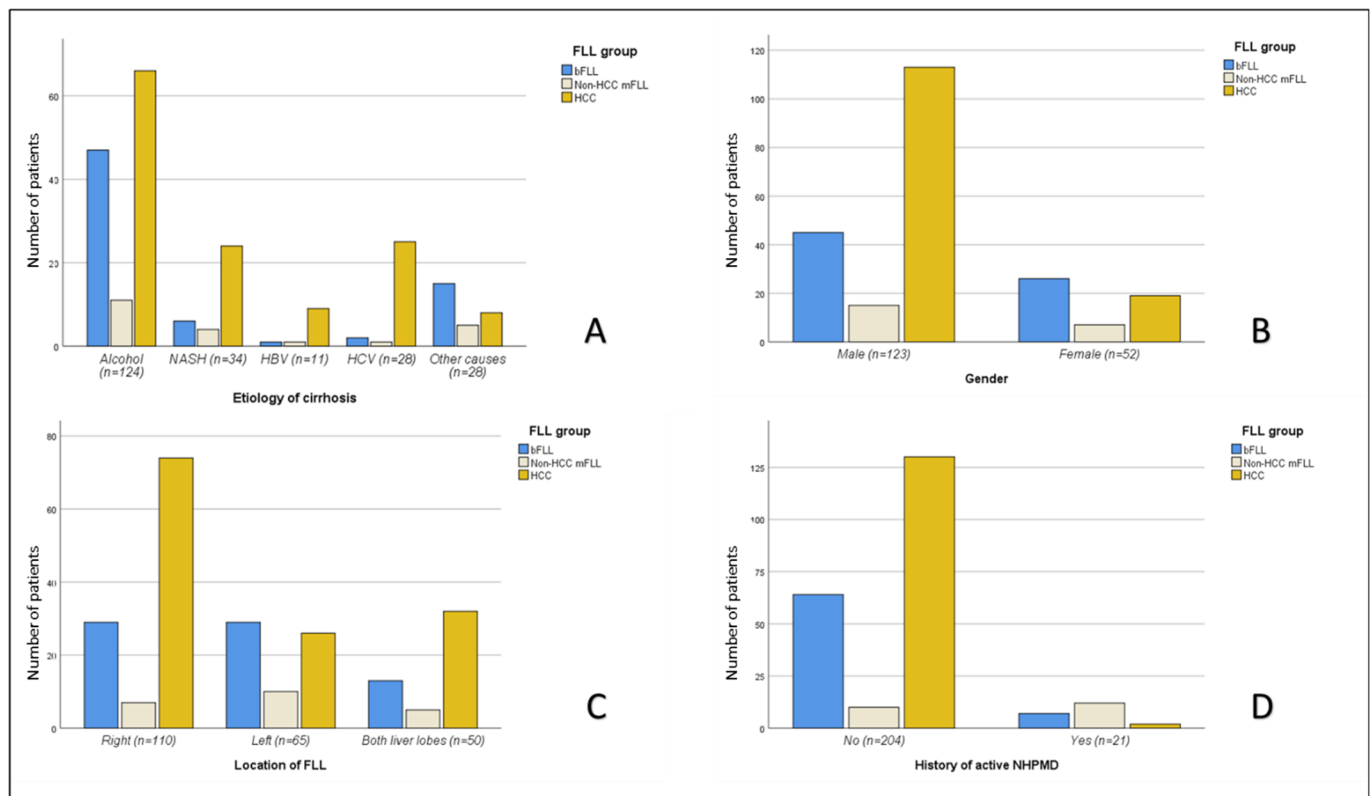 FLL group
bFLL
Non-HCC mFLL
HCC
Number of patients
60
40
20
0
Alcohol (n=124)
NASH (n=34)
HBV (n=11)
HCV (n=28)
Other causes (n=28)
Etiology of cirrhosis
A
FLL group
bFLL
Non-HCC mFLL
HCC
Number of patients
120
100
80
60
40
20
0
Male (n=123)
Female (n=52)
Gender
B
FLL group
bFLL
Non-HCC mFLL
HCC
Number of patients
80
60
40
20
0
Right (n=110)
Left (n=65)
Both liver lobes (n=50)
Location of FLL
C
FLL group
bFLL
Non-HCC mFLL
HCC
Number of patients
125
100
75
50
25
0
No (n=204)
Yes (n=21)
History of active NHPMD
D